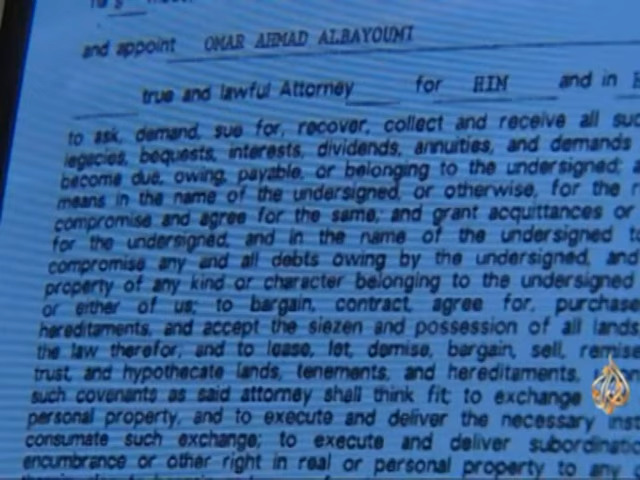 and appoint OMAR AHMAD ALBAYOUMI
true and lawful Attorney for HIM and in
to ask, demand, sue for, recover, collect and receive all suc
legacies, bequests, interests, dividends, annuities, and demands
become due, owing, payable, or belonging to the undersigned;
means in the name of the undersigned, or otherwise, for the
compromise and agree for the same; and grant acquittances or
for the undersigned, and in the name of the undersigned to
compromise any and all debts owing by the undersigned, and
property of any kind or character belonging to the undersigned
or either of us; to bargain, contract, agree for, purchase
hereditaments, and accept the siezen and possession of all lands
the law therefor, and to lease, let, demise, bargain, sell, remise
trust, and hypothecate lands, tenements, and hereditaments,
such covenants as said attorney shall think fit; to exchange
personal property, and to execute and deliver the necessary inst
consumate such exchange; to execute and deliver subordinatio
encumbrance or other right in real or personal property to any